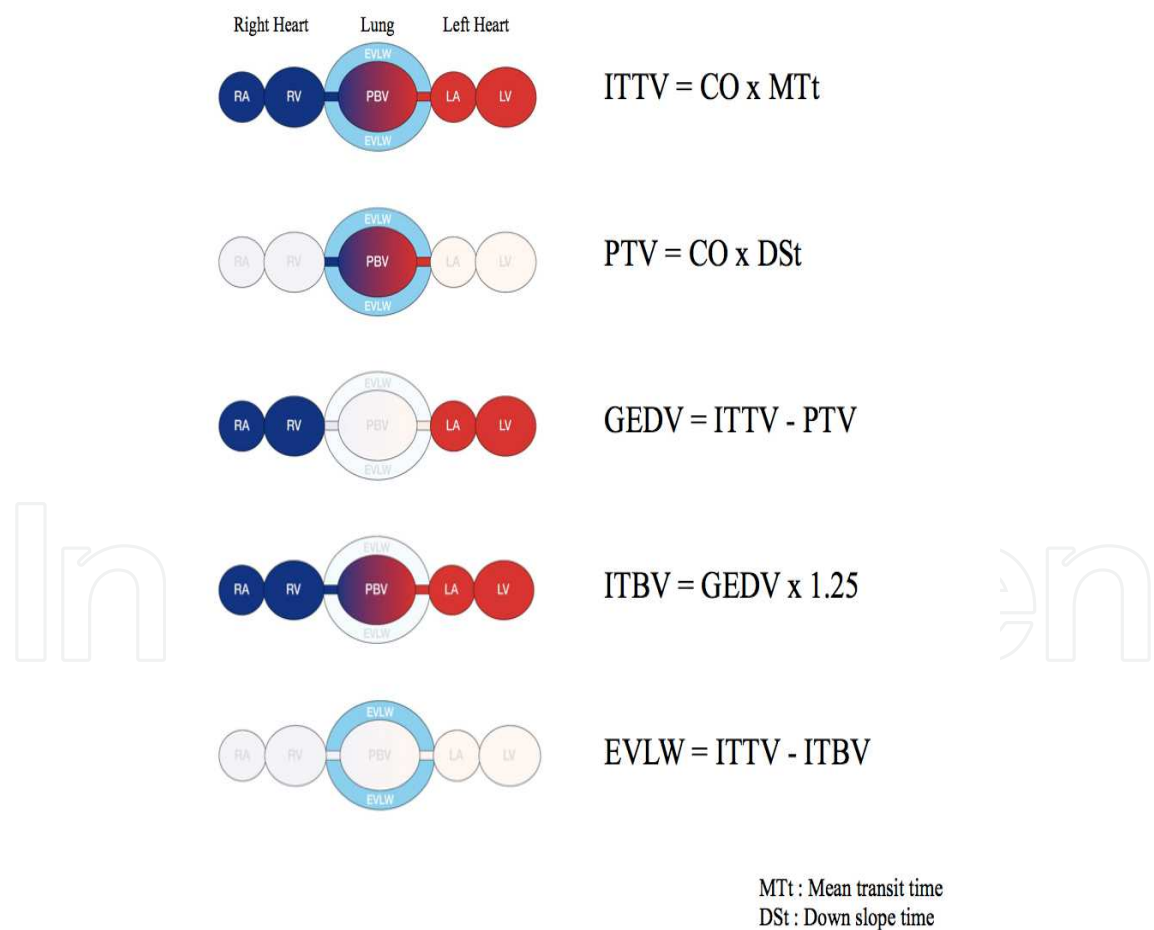 Right Heart Lung Left Heart
EVLW
RA RV PBV LA LV
EVLW
ITTV = CO x MTt
EVLW
RA RV PBV LA LV
EVLW
PTV = CO x DSt
EVLW
RA RV PBV LA LV
EVLW
GEDV = ITTV - PTV
EVLW
RA RV PBV LA LV
EVLW
ITBV = GEDV x 1.25
EVLW
RA RV PBV LA LV
EVLW
EVLW = ITTV - ITBV
In en
MTt : Mean transit time
DSt : Down slope time